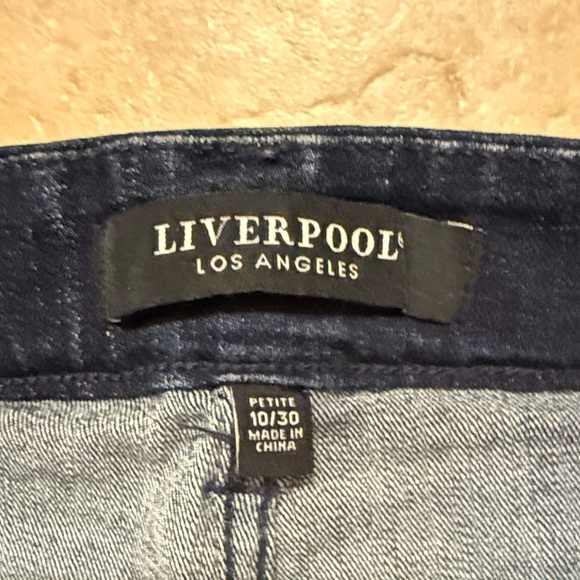 LIVERPOOL
LOS ANGELES
PETITE
10/30
MADE IN
CHINA